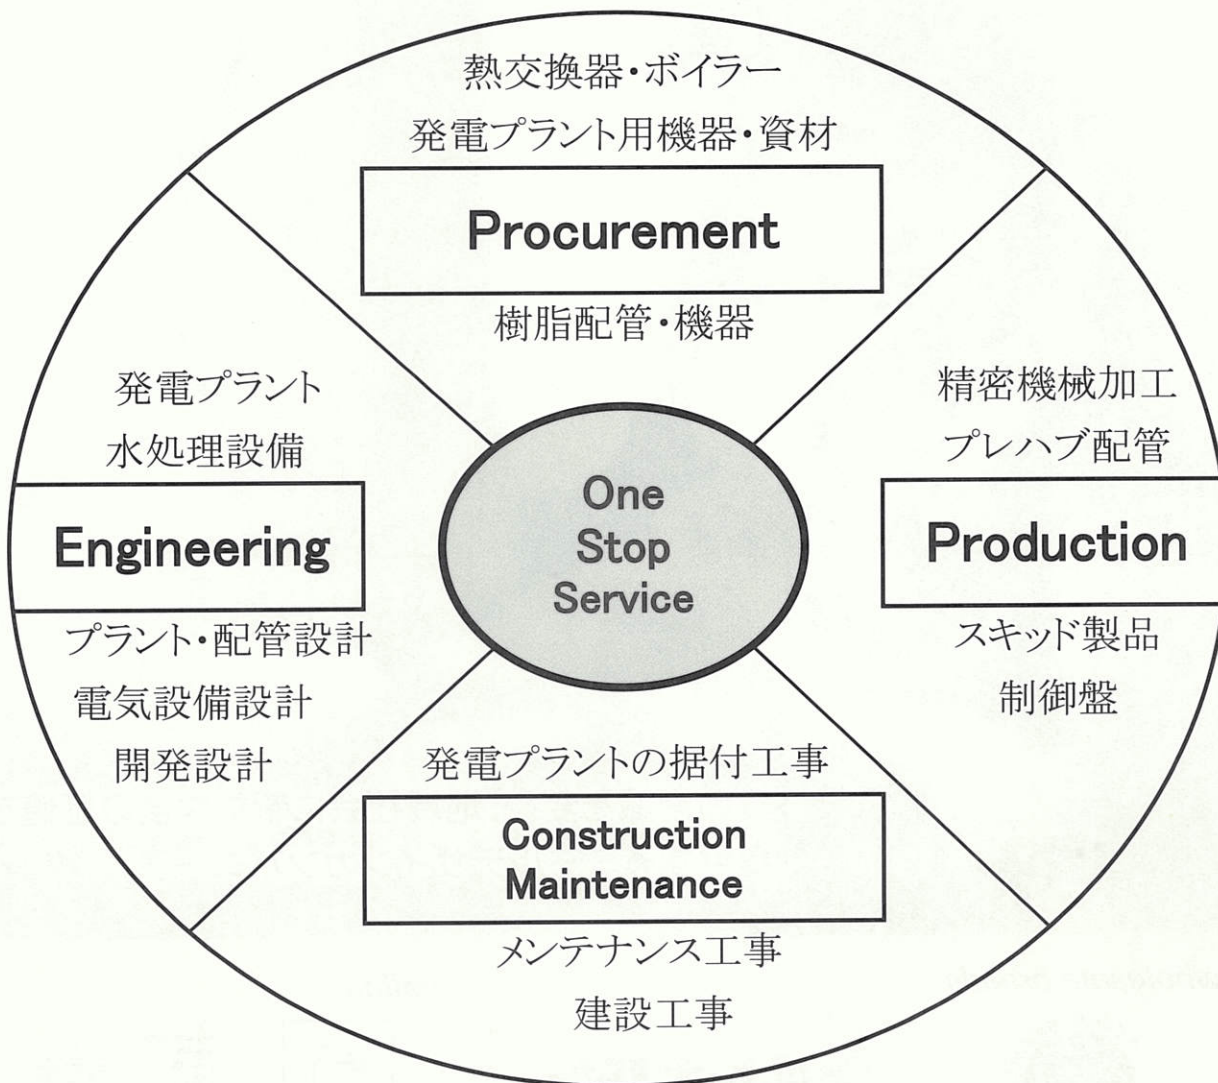 熱交換器・ボイラー
発電プラント用機器・資材
Procurement
樹脂配管・機器
発電プラント
水処理設備
Engineering
プラント・配管設計
電気設備設計
開発設計
One
Stop
Service
精密機械加工
プレハブ配管
Production
スキッド製品
制御盤
発電プラントの据付工事
Construction
Maintenance
メンテナンス工事
建設工事